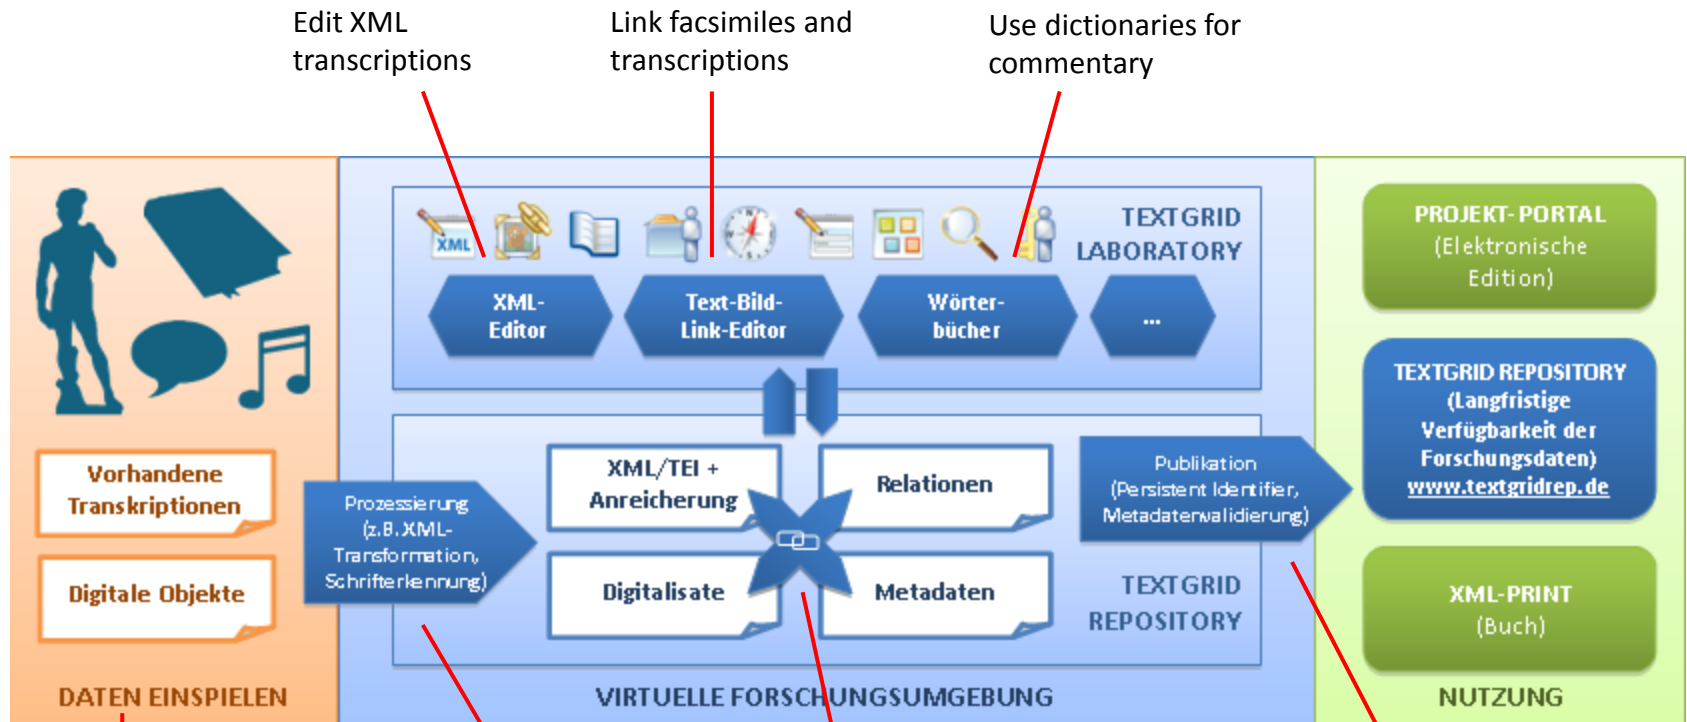 Edit XML
transcriptions
Link facsimiles and
transcriptions
Use dictionaries for
commentary
XML
N
TEXTGRID
LABORATORY
XML-
Editor
Text-Bild-
Link-Editor
Wörter-
bücher
...
Vorhandene
Transkriptionen
Digitale Objekte
DATEN EINSPIELEN
Prozessierung
(z.B. XML-
Transformation,
Schrifterkennung)
XML/TEI +
Anreicherung
Relationen
Digitalisate
Metadaten
Publikation
(Persistent Identifier,
Metadatenvalidierung)
TEXTGRID
REPOSITORY
VIRTUELLE FORSCHUNGSUMGEBUNG
PROJEKT- PORTAL
(Elektronische
Edition)
TEXTGRID REPOSITORY
(Langfristige
Verfügbarkeit der
Forschungsdaten)
www.textgridrep.de
XML-PRINT
(Buch)
NUTZUNG